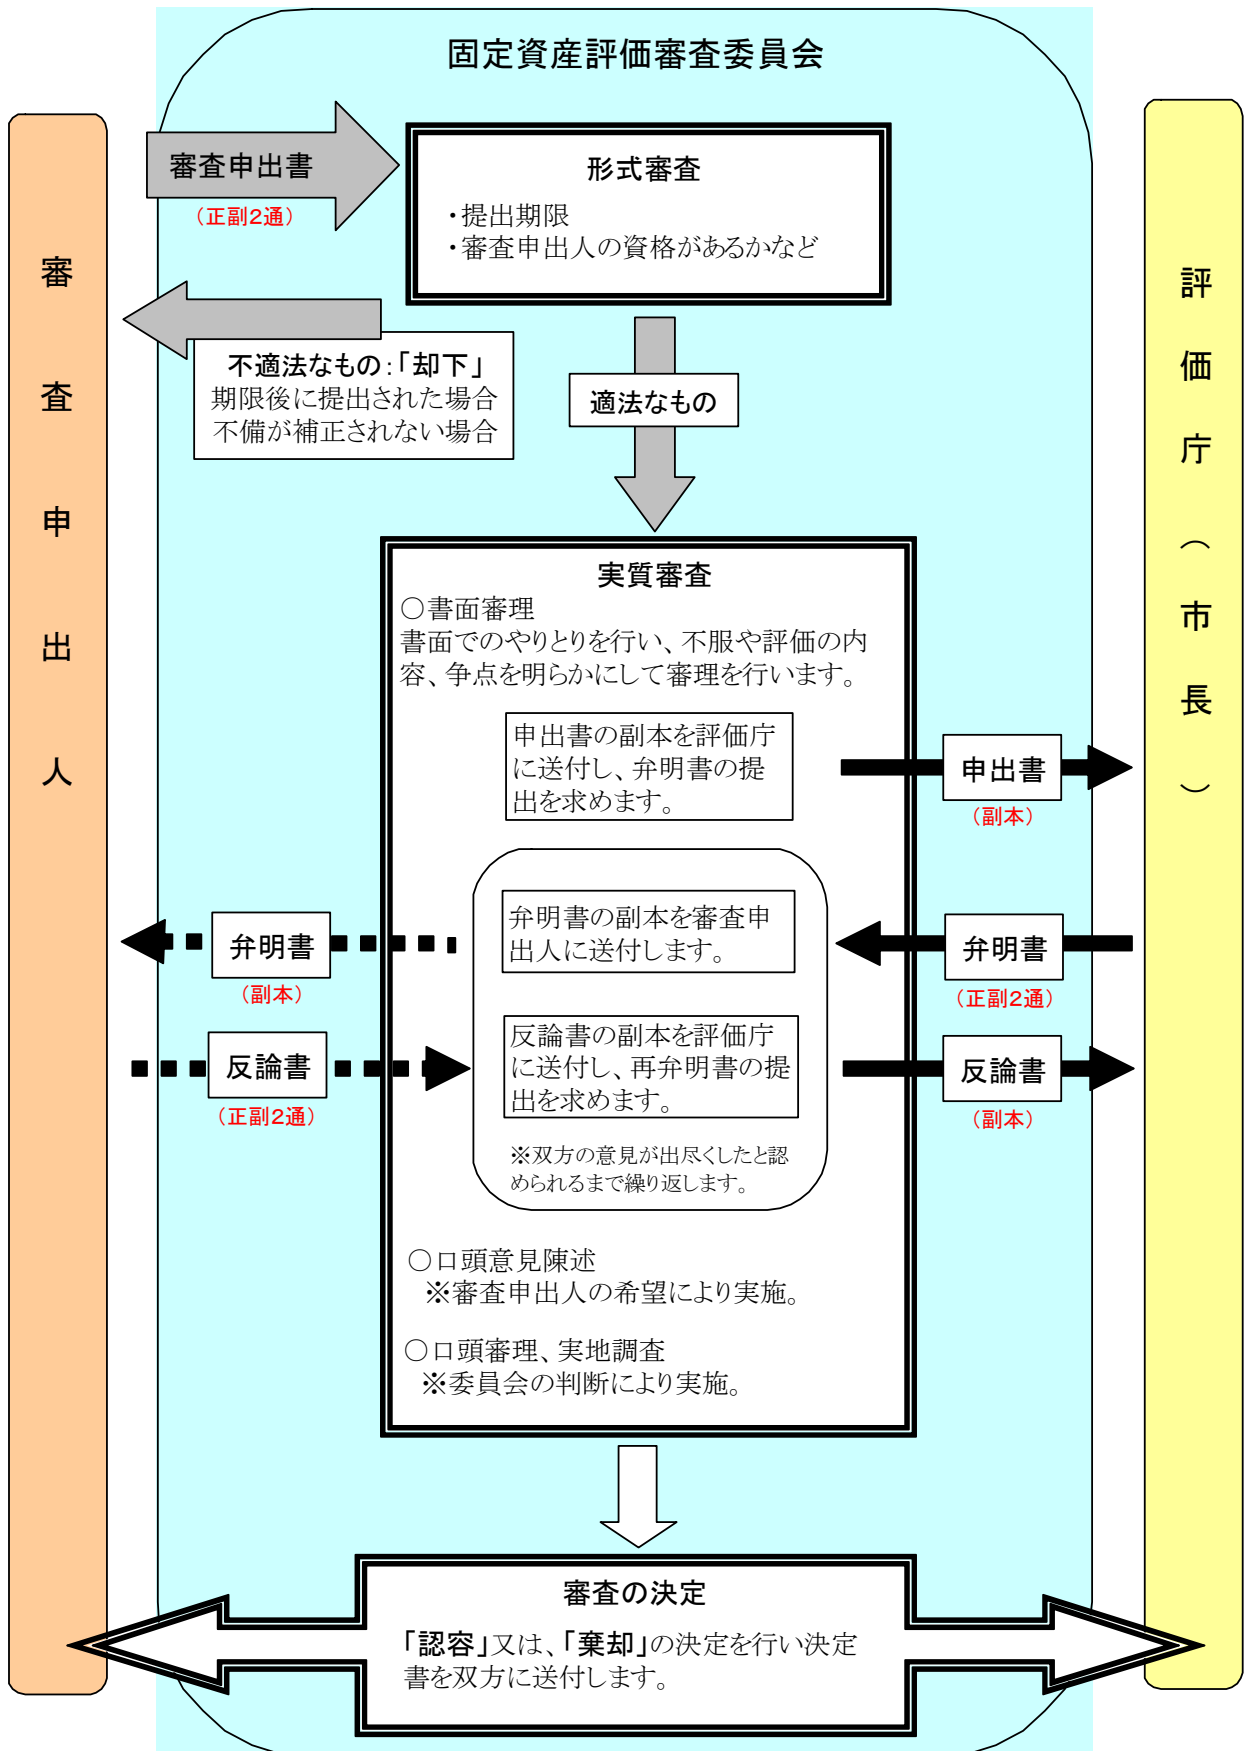 固定資産評価審査委員会
審査申出人
評価庁（市長）
審査申出書
（正副2通）
形式審査
・提出期限
・審査申出人の資格があるかなど
不適法なもの：「却下」
期限後に提出された場合
不備が補正されない場合
適法なもの
実質審査
○書面審理
書面でのやりとりを行い、不服や評価の内
容、争点を明らかにして審理を行います。
申出書の副本を評価庁
に送付し、弁明書の提
出を求めます。
申出書
（副本）
弁明書の副本を審査申
出人に送付します。
弁明書
（副本）
弁明書
（正副2通）
反論書の副本を評価庁
に送付し、再弁明書の提
出を求めます。
反論書
（正副2通）
反論書
（副本）
※双方の意見が出尽くしたと認
められるまで繰り返します。
○口頭意見陳述
※審査申出人の希望により実施。
○口頭審理、実地調査
※委員会の判断により実施。
審査の決定
「認容」又は、「棄却」の決定を行い決定
書を双方に送付します。